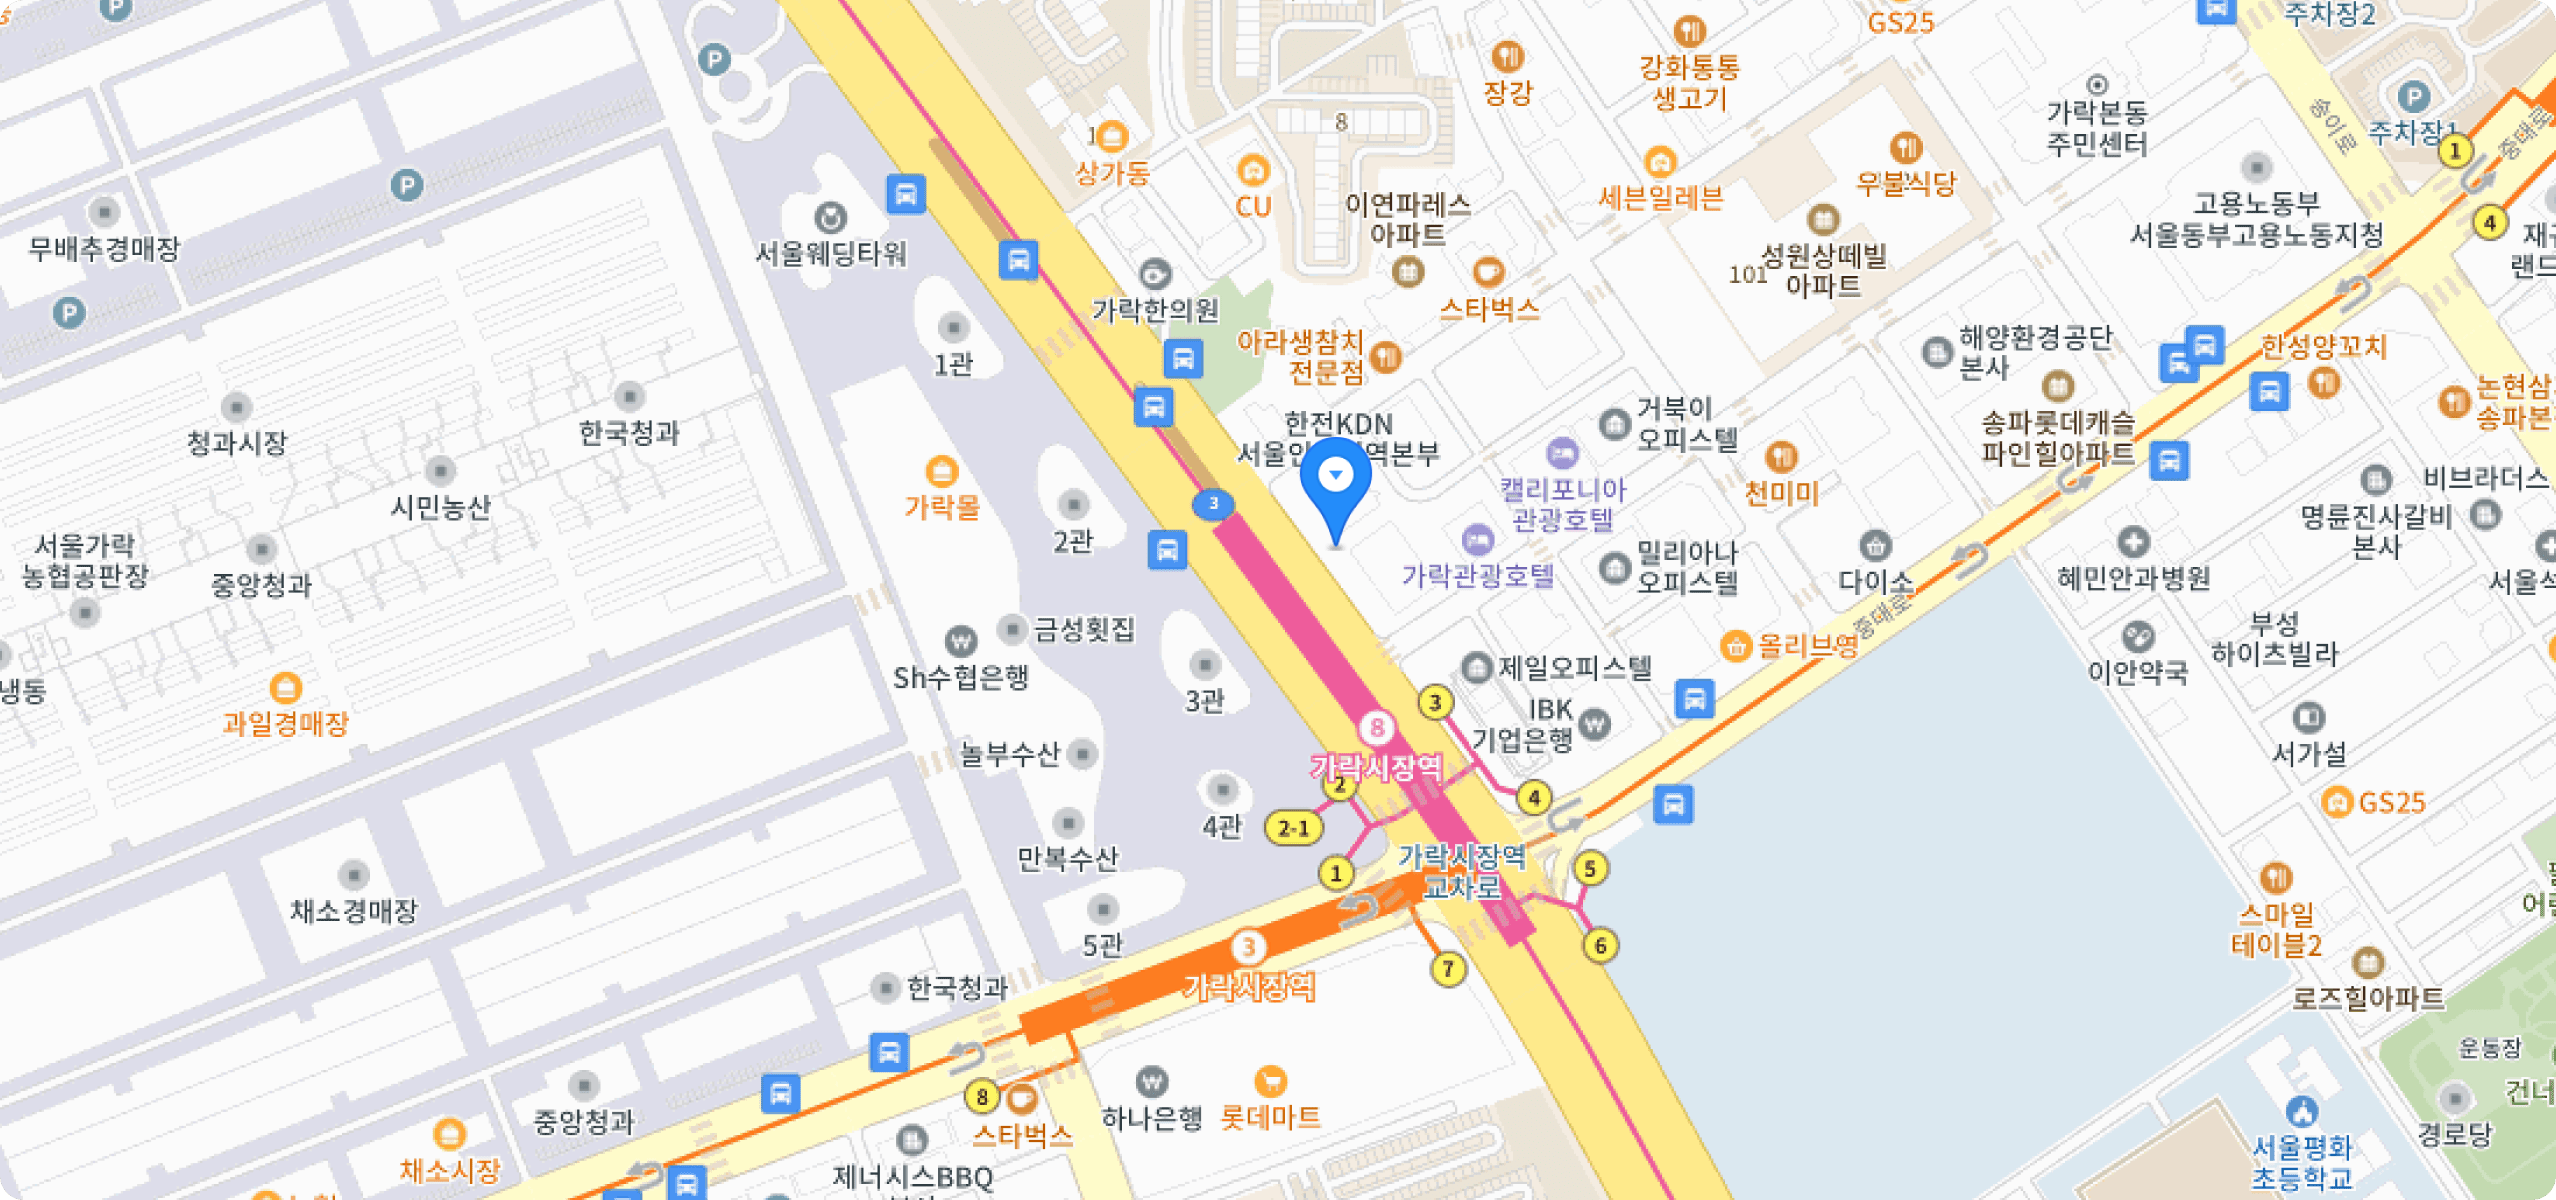 주차장2
GS25
강화통통
생고기
장강
가락본동
주민센터
주차장1
송이로
중대로
1
4
상가동
8
CU
이연파레스
아파트
세븐일레븐
우불식당
고용노동부
서울동부고용노동지청
무배추경매장
서울웨딩타워
가락한의원
스타벅스
101
성원상떼빌
아파트
아라생참치
전문점
해양환경공단
본사
한성양꼬치
1관
청과시장
한국청과
한전KDN
거북이
오피스텔
송파롯데캐슬
파인힐아파트
시민농산
가락몰
2관
3
캘리포니아
관광호텔
천미미
비브라더스
명륜진사갈비
본사
서울가락
농협공판장
중앙청과
가락관광호텔
밀리아나
오피스텔
다이소
혜민안과병원
중대로
금성횟집
Sh수협은행
올리브영
부성
하이츠빌라
이안약국
과일경매장
3관
제일오피스텔
3
IBK
기업은행
서가설
놀부수산
8
가락시장역
2
2-1
4
GS25
4관
만복수산
1
가락시장역
교차로
5
6
7
채소경매장
5관
3
가락시장역
한국청과
스마일
테이블2
로즈힐아파트
운동장
8
스타벅스
하나은행
롯데마트
중앙청과
채소시장
제너시스BBQ
경로당
서울평화
초등학교